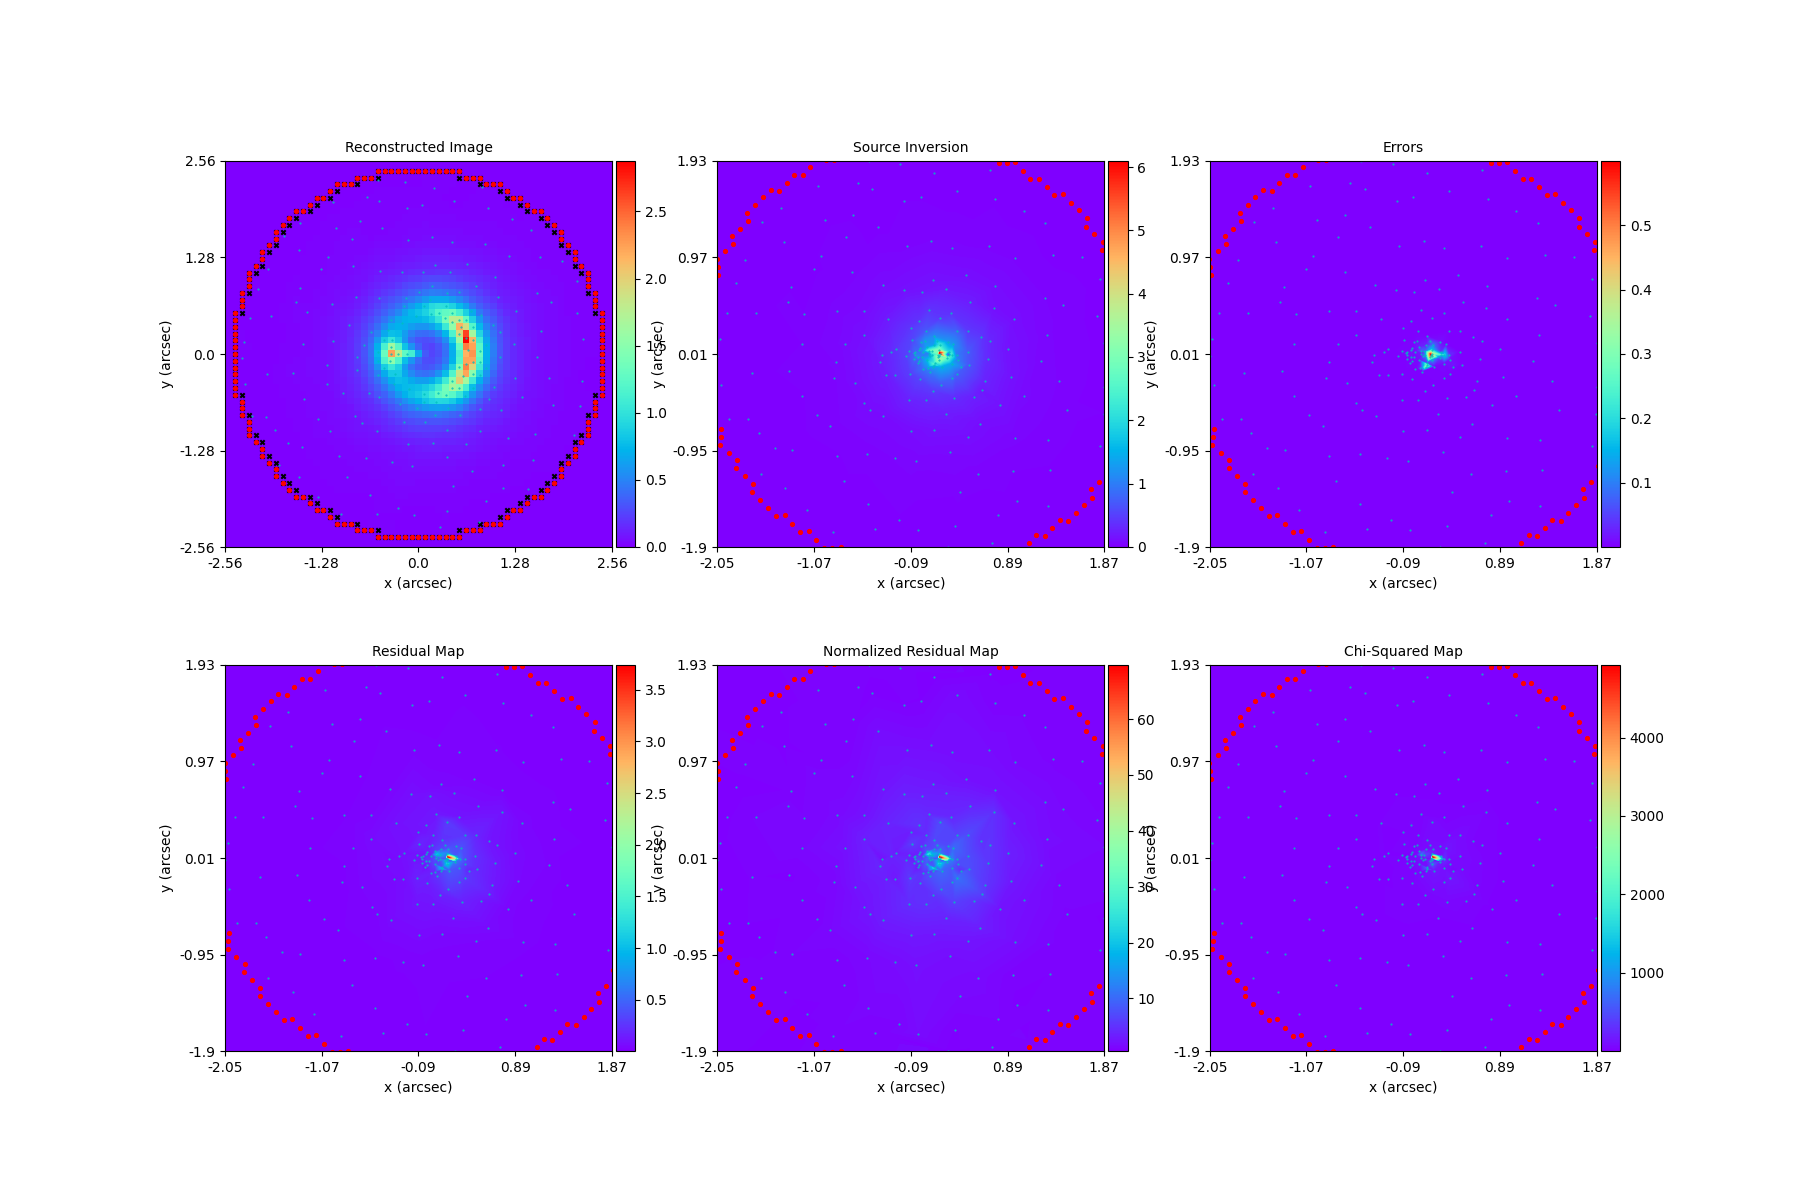 Reconstructed Image
2.56
1.28
0.0
-1.28
-2.56
-2.56 -1.28 0.0 1.28 2.56
x (arcsec)
y (arcsec)
2.5
2.0
1.5
1.0
0.5
0.0
Source Inversion
1.93
0.97
0.01
-0.95
-1.9
-2.05 -1.07 -0.09 0.89 1.87
x (arcsec)
y (arcsec)
6
5
4
3
2
1
0
Errors
1.93
0.97
0.01
-0.95
-1.9
-2.05 -1.07 -0.09 0.89 1.87
x (arcsec)
y (arcsec)
0.5
0.4
0.3
0.2
0.1
Residual Map
1.93
0.97
0.01
-0.95
-1.9
-2.05 -1.07 -0.09 0.89 1.87
x (arcsec)
y (arcsec)
3.5
3.0
2.5
2.0
1.5
1.0
0.5
Normalized Residual Map
1.93
0.97
0.01
-0.95
-1.9
-2.05 -1.07 -0.09 0.89 1.87
x (arcsec)
y (arcsec)
60
50
40
30
20
10
Chi-Squared Map
1.93
0.97
0.01
-0.95
-1.9
-2.05 -1.07 -0.09 0.89 1.87
x (arcsec)
y (arcsec)
4000
3000
2000
1000